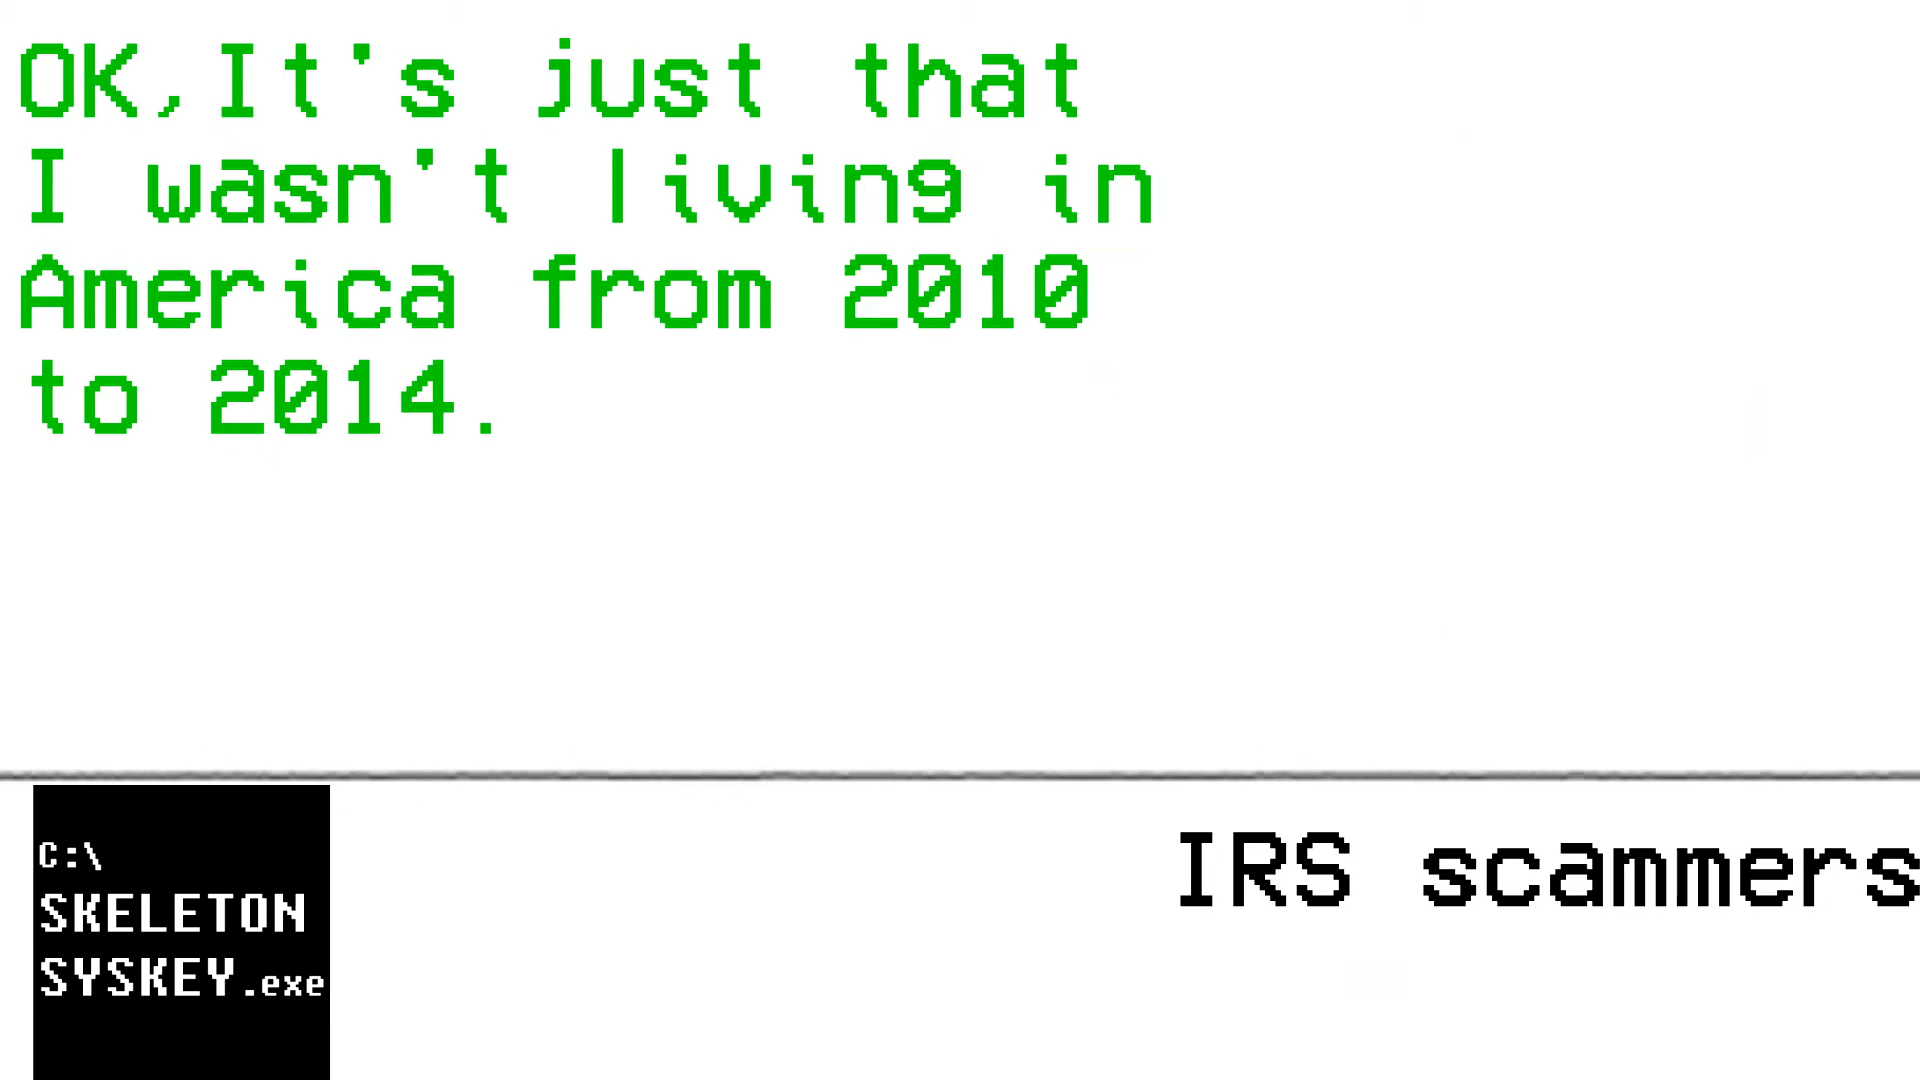 OK,It's just that
I wasn't living in
America from 2010
to 2014.
C:\
SKELETON
SYSKEY.exe
IRS scammers